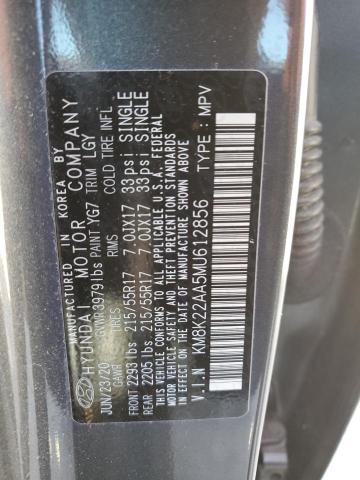 MFD BY HYUNDAI MOTOR COMPANY
IN KOREA
JUN/23/20 GVWR 3979 lbs PAINT YG7 TRIM LGY
GAWR RIMS COLD TIRE INFL
FRONT 2293 lbs 215/55R17 7.0JX17 33psi SINGLE
REAR 2205 lbs 215/55R17 7.0JX17 33psi SINGLE
THIS VEHICLE CONFORMS TO ALL APPLICABLE U.S.A. FEDERAL
MOTOR VEHICLE SAFETY, BUMPER AND THEFT PREVENTION
STANDARDS IN EFFECT ON THE DATE OF MANUFACTURE
SHOWN ABOVE.
V.I.N KM8K22AA5MU612856 TYPE : MPV